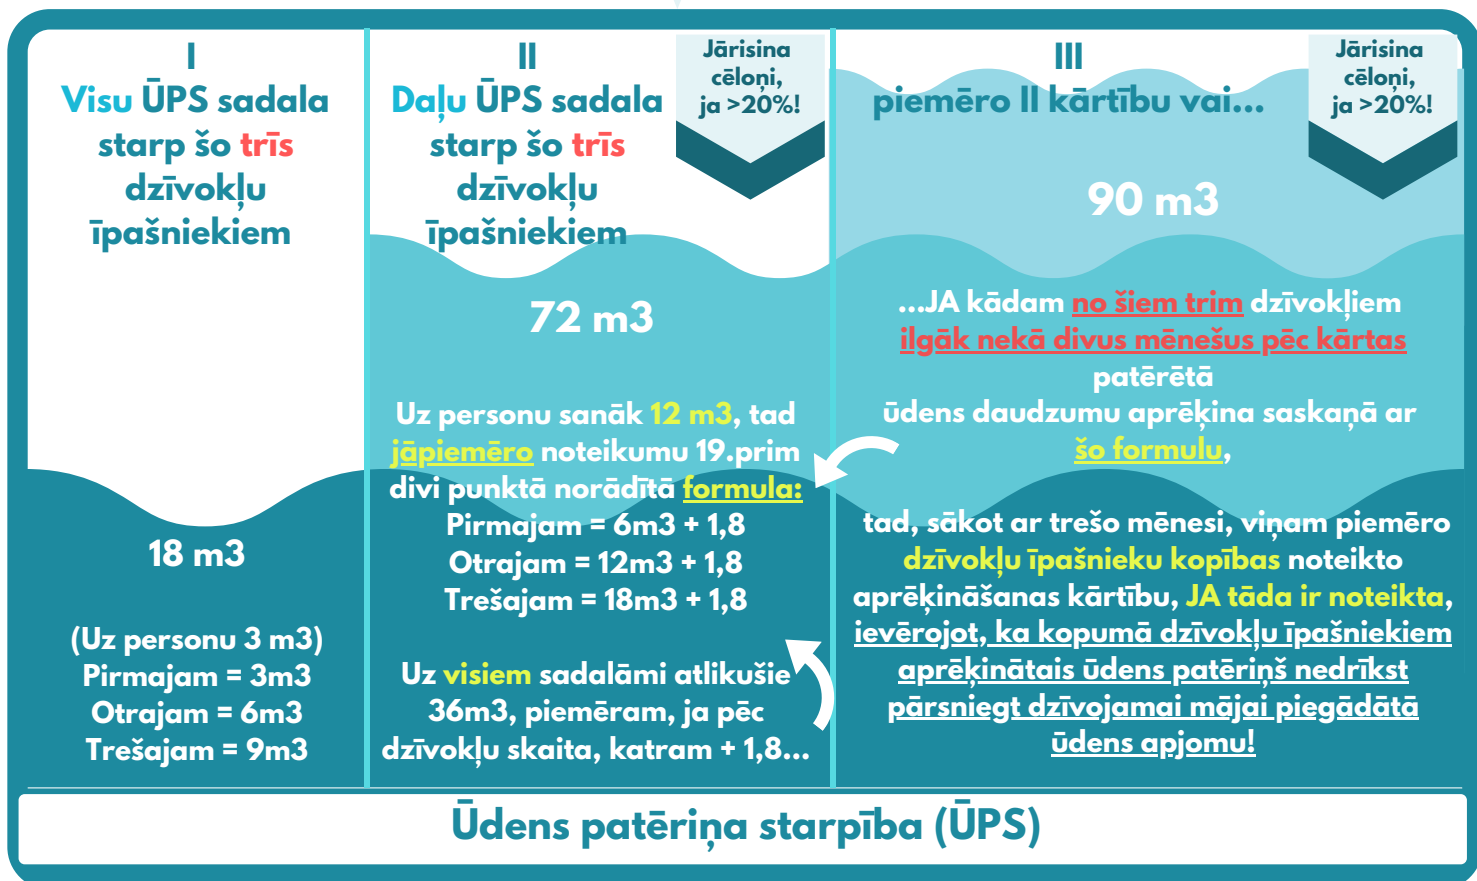 I
Visu ŪPS sadala
starp šo trīs
dzīvokļu
īpašniekiem
18 m3
(Uz personu 3 m3)
Pirmajam = 3m3
Otrajam = 6m3
Trešajam = 9m3
II
Daļu ŪPS sadala
starp šo trīs
dzīvokļu
īpašniekiem
Jārisina
cēloņi,
ja >20%!
72 m3
Uz personu sanāk 12 m3, tad
jāpiemēro noteikumu 19.prim
divi punktā norādītā formula:
Pirmajam = 6m3 + 1,8
Otrajam = 12m3 + 1,8
Trešajam = 18m3 + 1,8
Uz visiem sadalāmi atlikušie
36m3, piemēram, ja pēc
dzīvokļu skaita, katram + 1,8...
III
piemēro II kārtību vai...
Jārisina
cēloņi,
ja >20%!
90 m3
...JA kādam no šiem trim dzīvokļiem
ilgāk nekā divus mēnešus pēc kārtas
patērētā
ūdens daudzumu aprēķina saskaņā ar
šo formulu,
tad, sākot ar trešo mēnesi, viņam piemēro
dzīvokļu īpašnieku kopības noteikto
aprēķināšanas kārtību, JA tāda ir noteikta,
ievērojot, ka kopumā dzīvokļu īpašniekiem
aprēķinātais ūdens patēriņš nedrīkst
pārsniegt dzīvojamai mājai piegādātā
ūdens apjomu!
Ūdens patēriņa starpība (ŪPS)